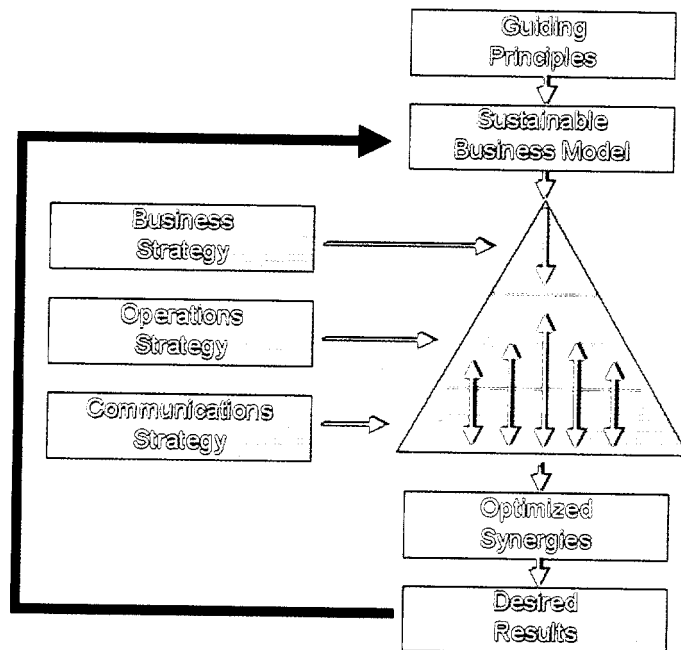 Guiding
Principles
Sustainable
Business Model
Business
Strategy
Operations
Strategy
Communications
Strategy
Optimized
Synergies
Desired
Results